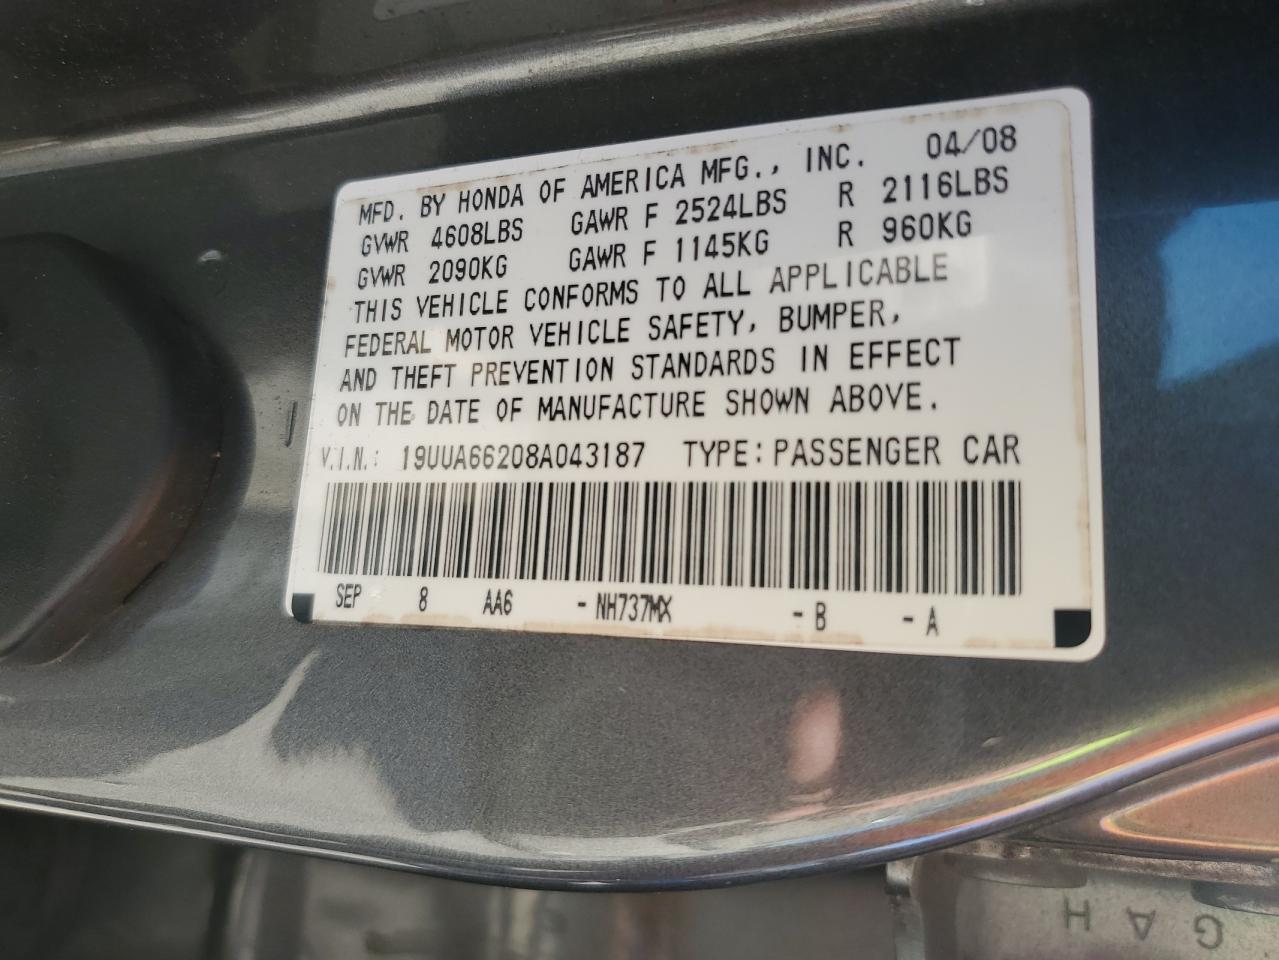 MFD. BY HONDA OF AMERICA MFG., INC. 04/08
GVWR 4608LBS GAWR F 2524LBS R 2116LBS
GVWR 2090KG GAWR F 1145KG R 960KG
THIS VEHICLE CONFORMS TO ALL APPLICABLE
FEDERAL MOTOR VEHICLE SAFETY, BUMPER,
AND THEFT PREVENTION STANDARDS IN EFFECT
ON THE DATE OF MANUFACTURE SHOWN ABOVE.
V.I.N.: 19UUA66208A043187 TYPE: PASSENGER CAR
SEP 8 AA6 -NH737MX -B -A
G A H